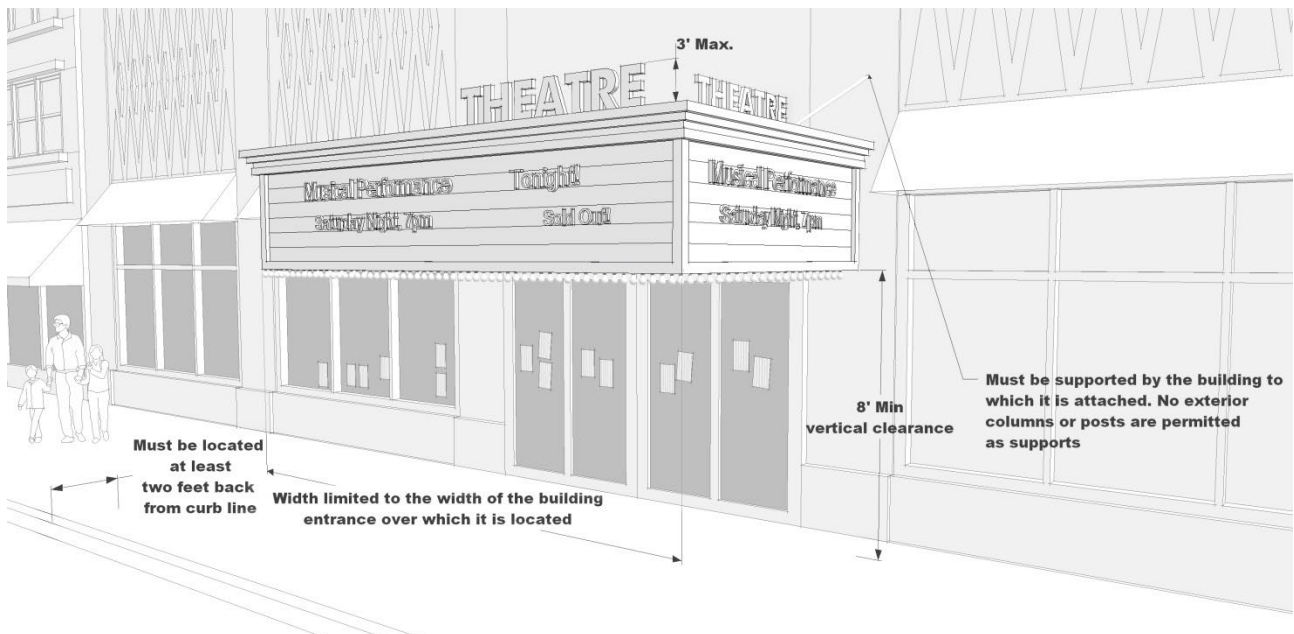 3' Max.
THEATRE
THEATRE
Musical Perfomance
Tonight!
Saturday Night, 7pm
Sold Out!
Musicall Perfomance
Saturday Night, 7pm
Must be located
at least
two feet back
from curb line
Width limited to the width of the building
entrance over which it is located
8' Min
vertical clearance
Must be supported by the building to
which it is attached. No exterior
columns or posts are permitted
as supports